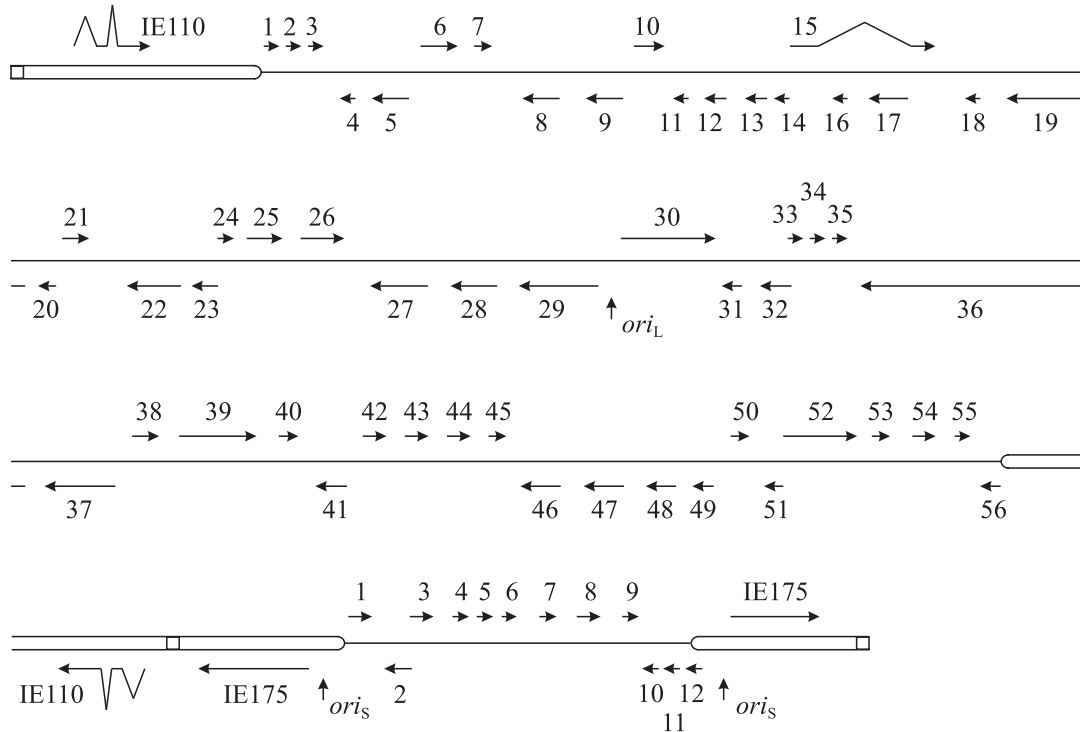 IE110 1 2 3 6 7 10 15
4 5 8 9 11 12 13 14 16 17 18 19
34
21 24 25 26 30 33 35
20 22 23 27 28 29 31 32 36
oriL
38 39 40 42 43 44 45 50 52 53 54 55
37 41 46 47 48 49 51 56
1 3 4 5 6 7 8 9 IE175
IE110 IE175 oriS 2 10 12 oriS
11